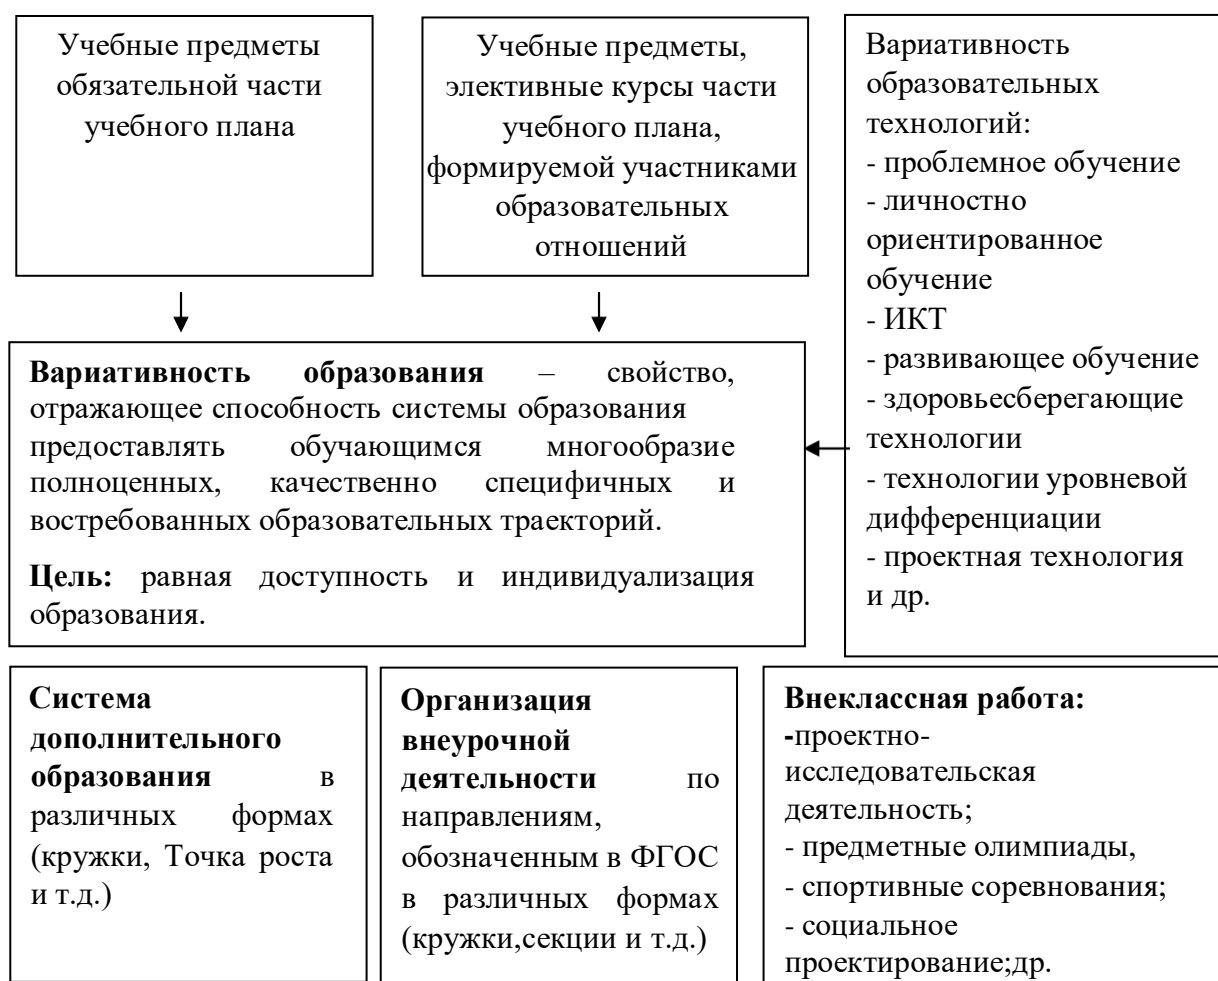 Учебные предметы
обязательной части
учебного плана
Учебные предметы,
элективные курсы части
учебного плана,
формируемой участниками
образовательных
отношений
Вариативность
образовательных
технологий:
- проблемное обучение
- личностно
ориентированное
обучение
- ИКТ
- развивающее обучение
- здоровьесберегающие
технологии
- технологии уровневой
дифференциации
- проектная технология
и др.
Вариативность образования – свойство,
отражающее способность системы образования
предоставлять обучающимся многообразие
полноценных, качественно специфичных и
востребованных образовательных траекторий.
Цель: равная доступность и индивидуализация
образования.
Система
дополнительного
образования в
различных формах
(кружки, Точка роста
и т.д.)
Организация
внеурочной
деятельности по
направлениям,
обозначенным в ФГОС
в различных формах
(кружки,секции и т.д.)
Внеклассная работа:
-проектно-
исследовательская
деятельность;
- предметные олимпиады,
- спортивные соревнования;
- социальное
проектирование;др.